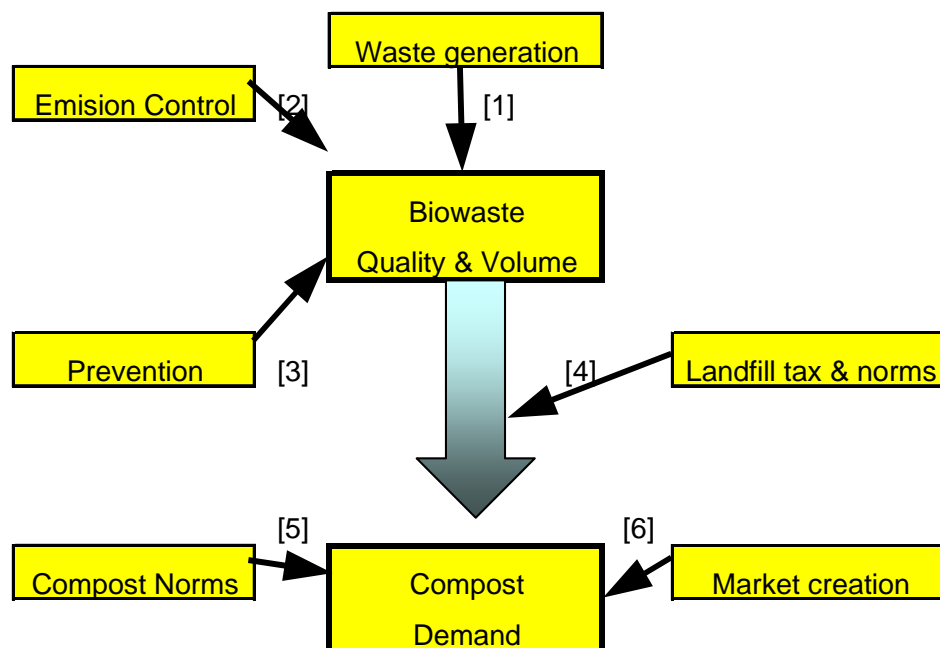 Waste generation
Emision Control
[2]
[1]
Biowaste
Quality & Volume
Prevention
[3]
[4]
Landfill tax & norms
[5]
[6]
Compost Norms
Compost
Demand
Market creation